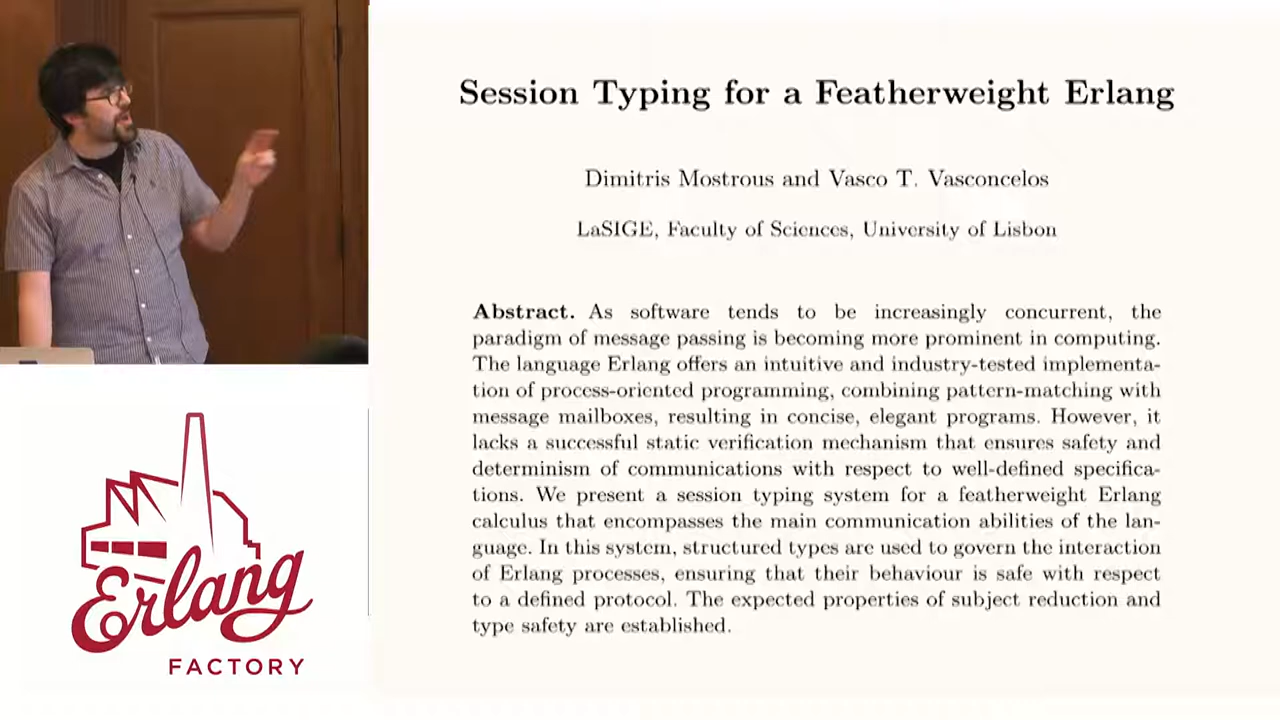 Session Typing for a Featherweight Erlang
Dimitris Mostrous and Vasco T. Vasconcelos
LaSIGE, Faculty of Sciences, University of Lisbon
Abstract. As software tends to be increasingly concurrent, the
paradigm of message passing is becoming more prominent in computing.
The language Erlang offers an intuitive and industry-tested implementa-
tion of process-oriented programming, combining pattern-matching with
message mailboxes, resulting in concise, elegant programs. However, it
lacks a successful static verification mechanism that ensures safety and
determinism of communications with respect to well-defined specifica-
tions. We present a session typing system for a featherweight Erlang
calculus that encompasses the main communication abilities of the lan-
guage. In this system, structured types are used to govern the interaction
of Erlang processes, ensuring that their behaviour is safe with respect
to a defined protocol. The expected properties of subject reduction and
type safety are established.
Erlang
FACTORY